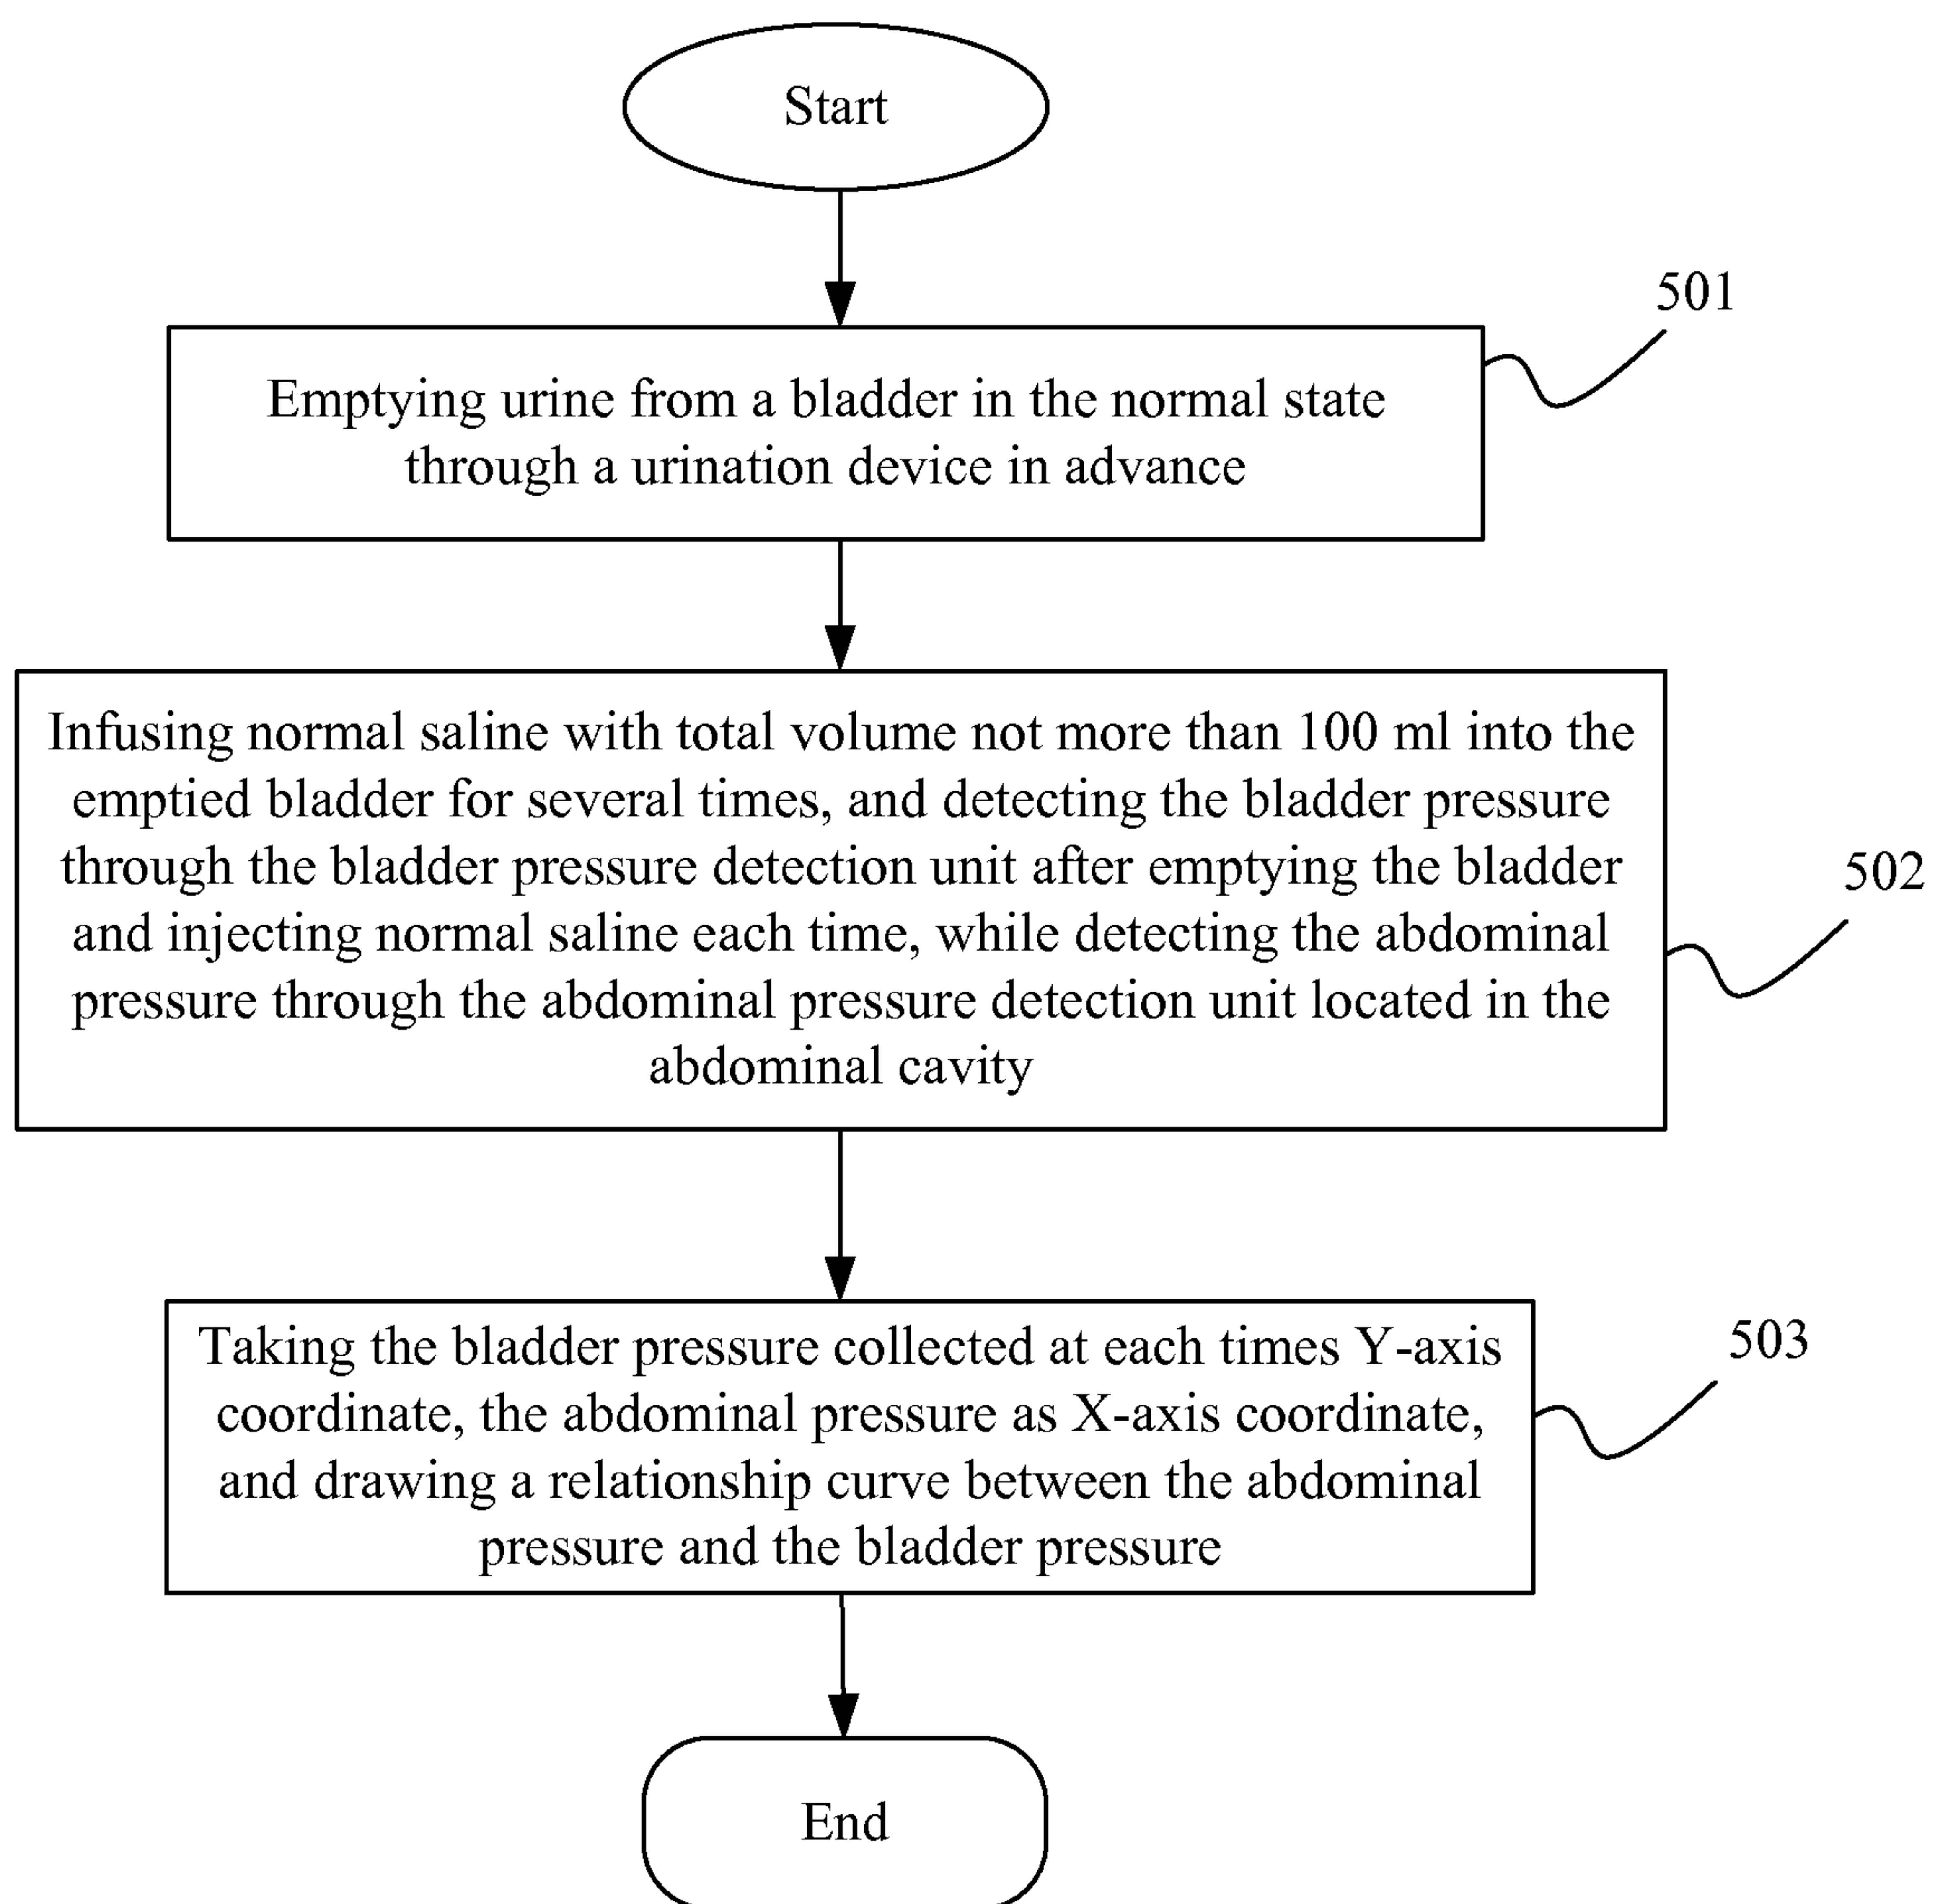 Start
501
Emptying urine from a bladder in the normal state
through a urination device in advance
Infusing normal saline with total volume not more than 100 ml into the
emptied bladder for several times, and detecting the bladder pressure
through the bladder pressure detection unit after emptying the bladder
and injecting normal saline each time, while detecting the abdominal
pressure through the abdominal pressure detection unit located in the
abdominal cavity
502
Taking the bladder pressure collected at each times Y-axis
coordinate, the abdominal pressure as X-axis coordinate,
and drawing a relationship curve between the abdominal
pressure and the bladder pressure
503
End